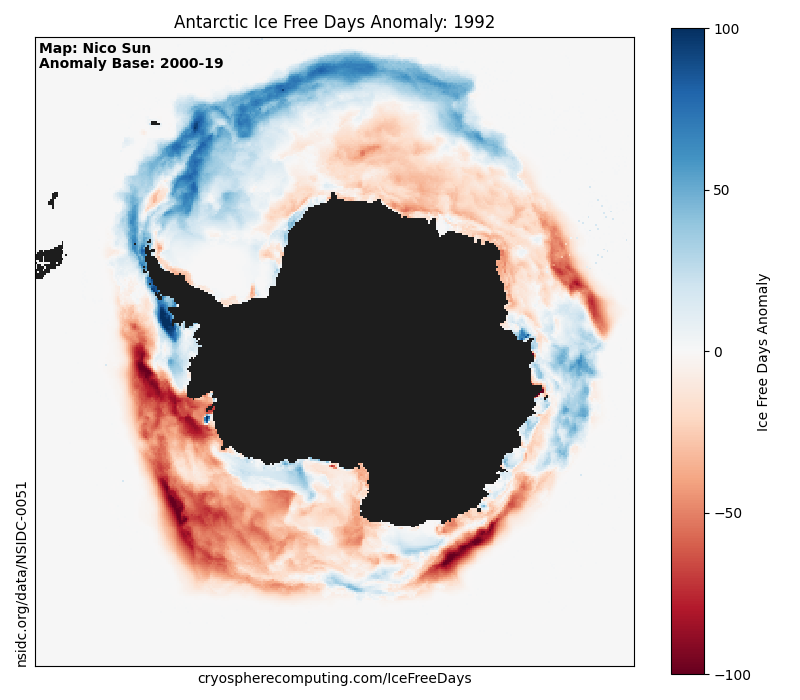 Antarctic Ice Free Days Anomaly: 1992
Map: Nico Sun
Anomaly Base: 2000-19
nsidc.org/data/NSIDC-0051
cryospherecomputing.com/IceFreeDays
100
50
0
−50
−100
Ice Free Days Anomaly